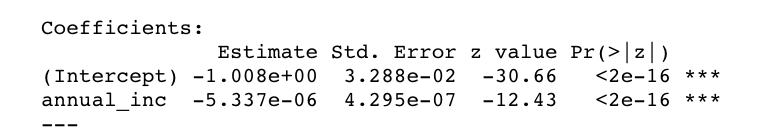 Coefficients:
Estimate Std. Error z value Pr(>|z|)
(Intercept) -1.008e+00 3.288e-02 -30.66 <2e-16 ***
annual_inc -5.337e-06 4.295e-07 -12.43 <2e-16 ***
---